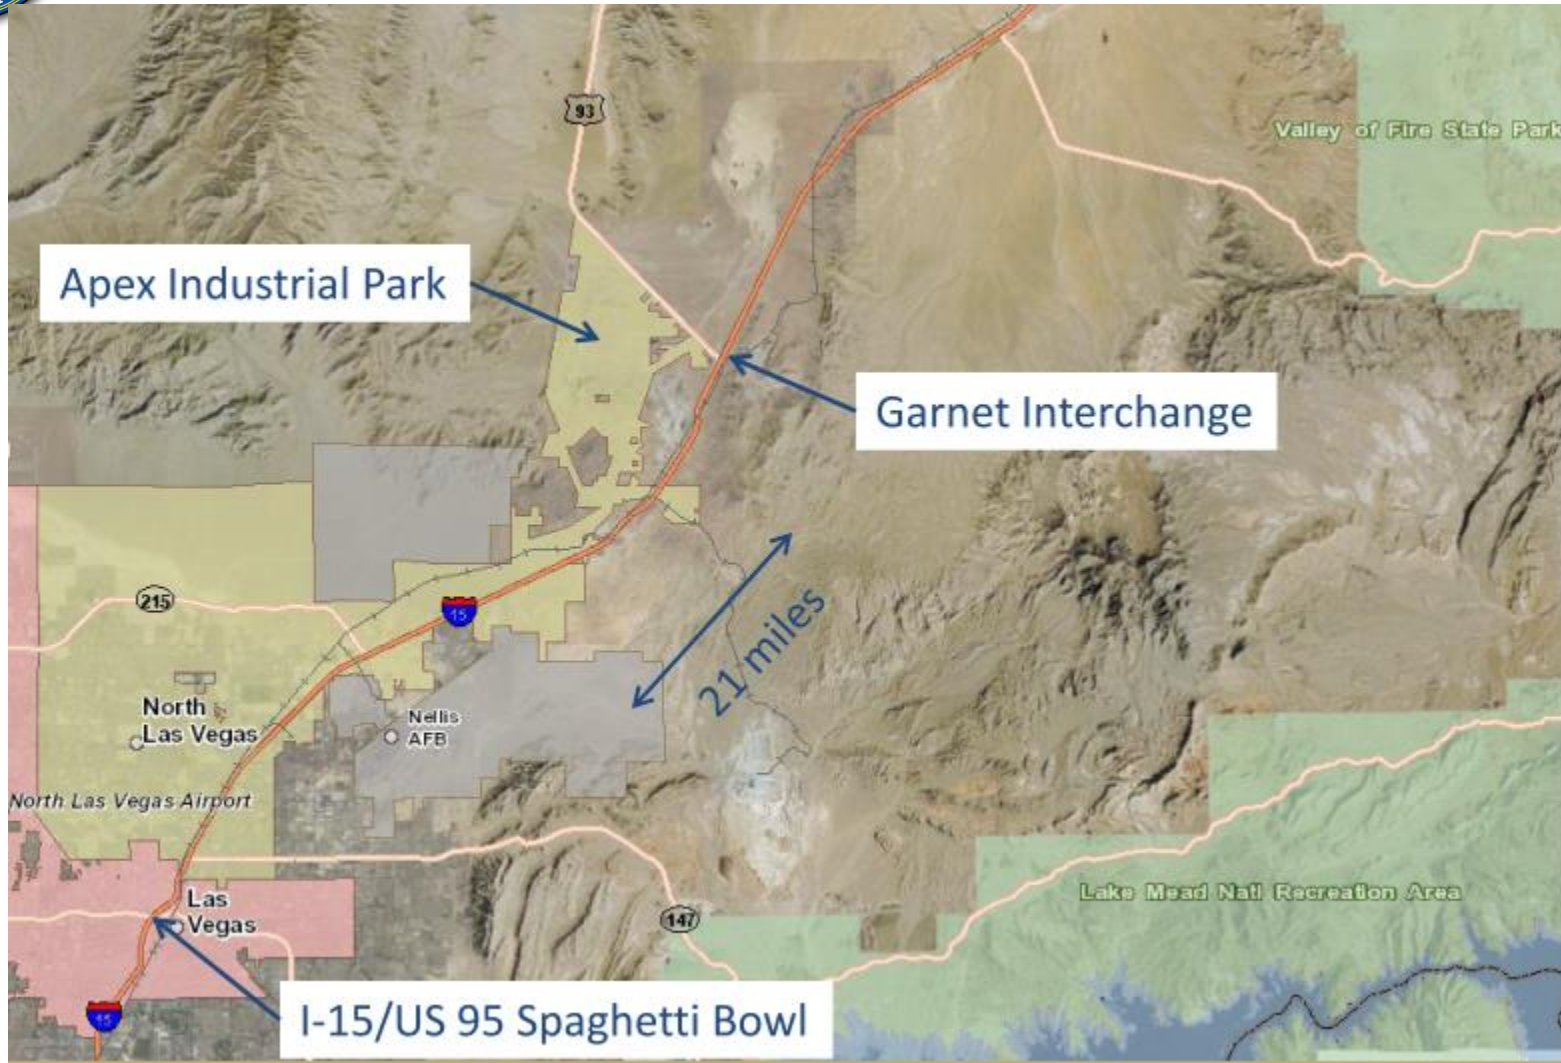 93
Valley of Fire State Park
Apex Industrial Park
Garnet Interchange
215
15
21 miles
North
Las Vegas
Nellis
AFB
North Las Vegas Airport
Las
Vegas
147
Lake Mead Natl Recreation Area
15
I-15/US 95 Spaghetti Bowl